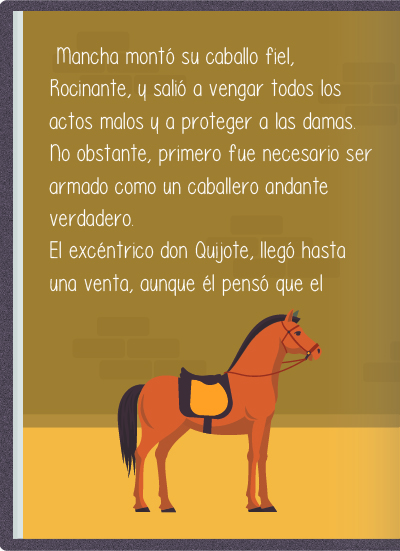 Mancha montó su caballo fiel,
Rocinante, y salió a vengar todos los
actos malos y a proteger a las damas.
No obstante, primero fue necesario ser
armado como un caballero andante
verdadero.
El excéntrico don Quijote, llegó hasta
una venta, aunque él pensó que el